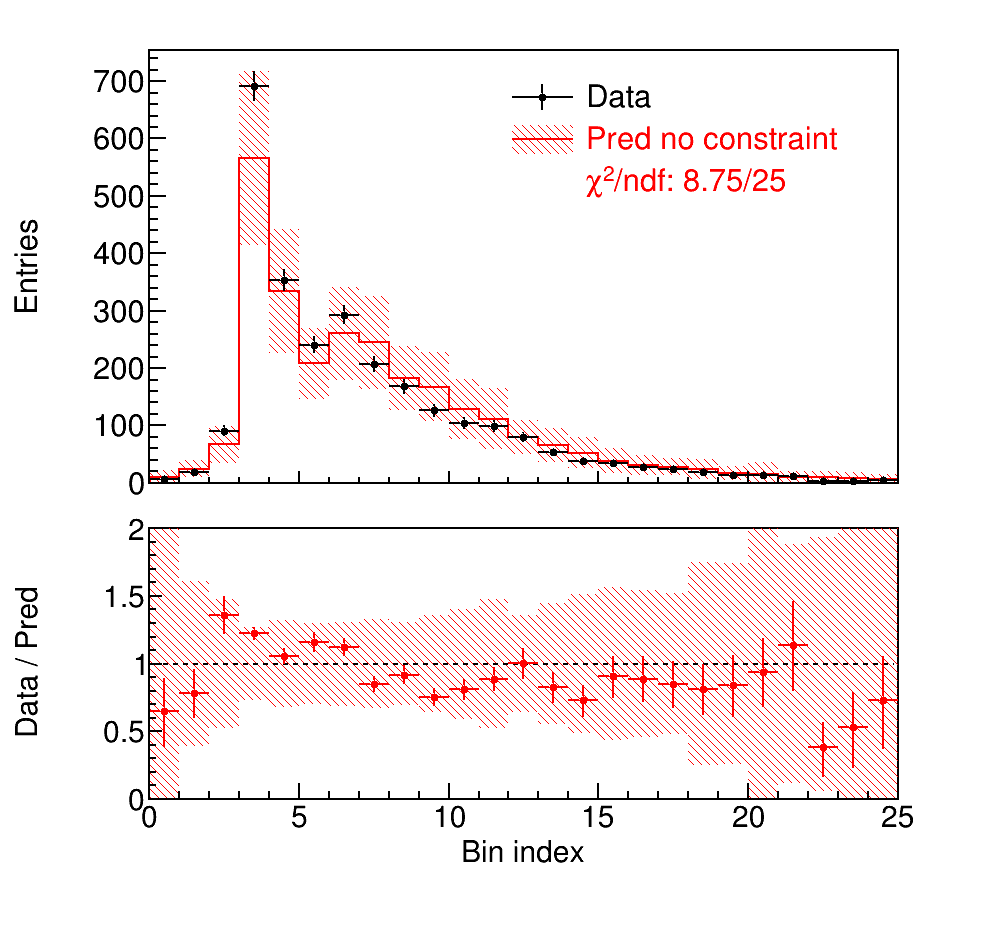 700
600
500
400
300
200
100
0
Entries
Data
Pred no constraint
χ²/ndf: 8.75/25
2
1.5
1
0.5
0
Data / Pred
0 5 10 15 20 25
Bin index